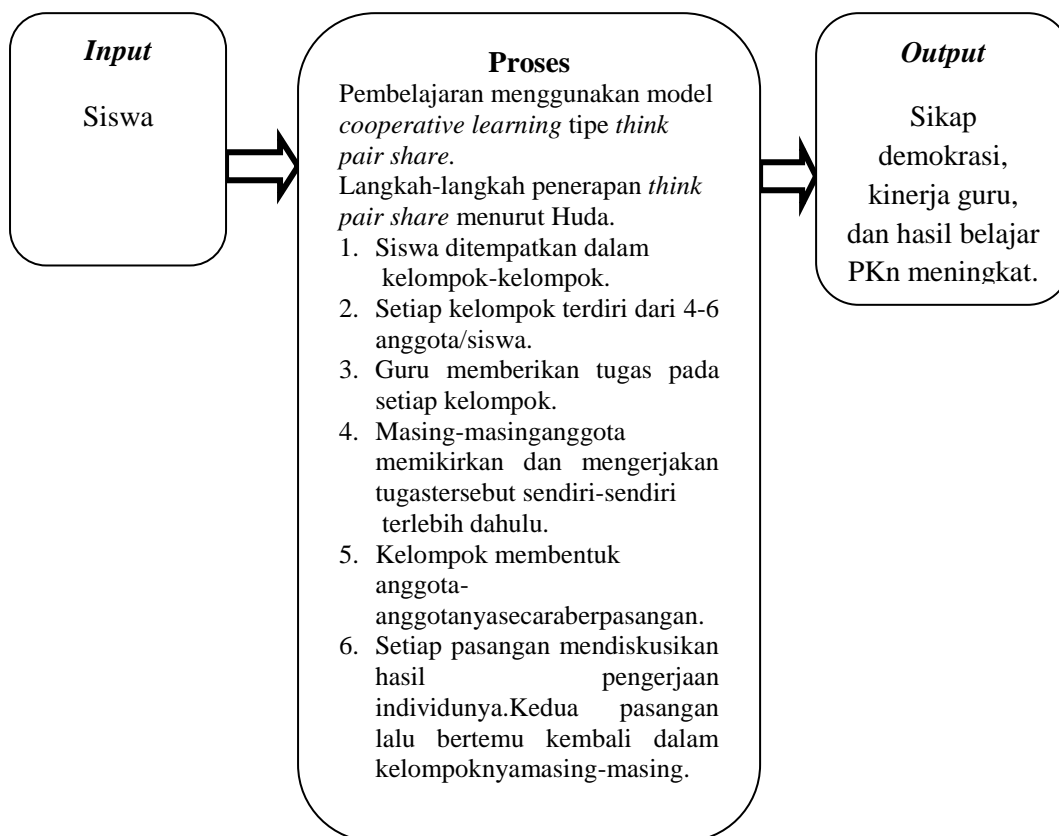 Input
Siswa
Proses
Pembelajaran menggunakan model
cooperative learning tipe think
pair share.
Langkah-langkah penerapan think
pair share menurut Huda.
1. Siswa ditempatkan dalam
kelompok-kelompok.
2. Setiap kelompok terdiri dari 4-6
anggota/siswa.
3. Guru memberikan tugas pada
setiap kelompok.
4. Masing-masinganggota
memikirkan dan mengerjakan
tugastersebut sendiri-sendiri
terlebih dahulu.
5. Kelompok membentuk
anggota-
anggotanyasecaraberpasangan.
6. Setiap pasangan mendiskusikan
hasil pengerjaan
individunya.Kedua pasangan
lalu bertemu kembali dalam
kelompoknyamasing-masing.
Output
Sikap
demokrasi,
kinerja guru,
dan hasil belajar
PKn meningkat.